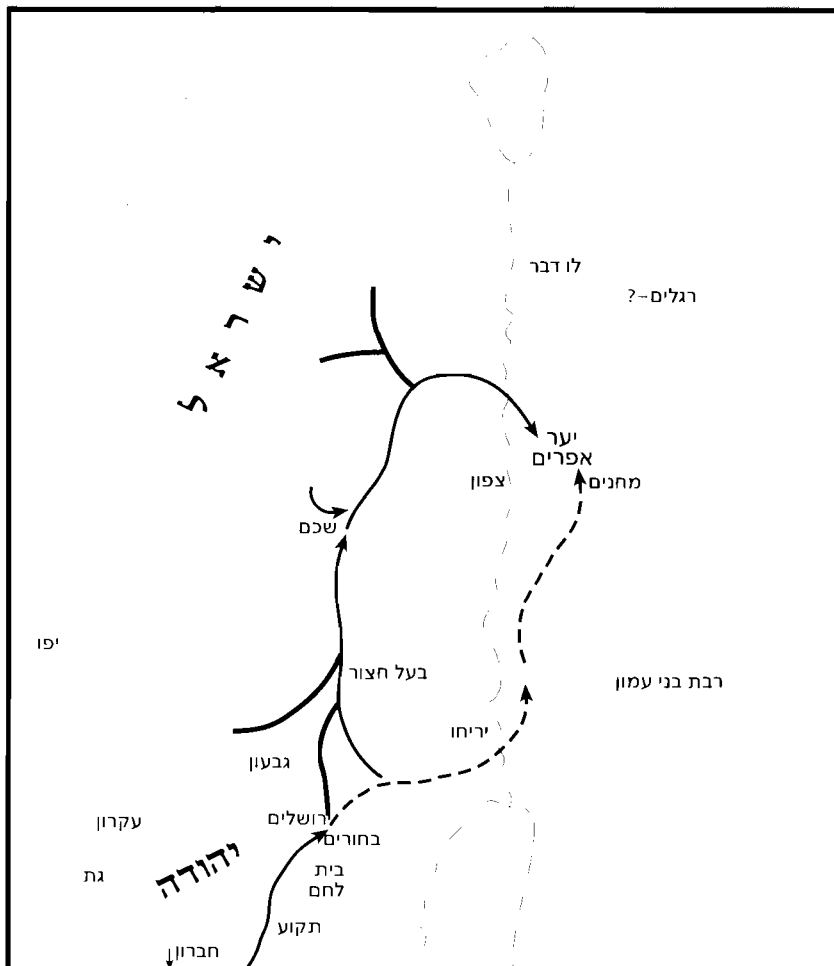 לו דבר
רגלים-?
ישראל
יער
אפרים
צפון
מחנים
שכם
יפו
בעל חצור
רבת בני עמון
יריחו
גבעון
ירושלים
עקרון
בחורים
יהודה
בית
לחם
גת
תקוע
חברון